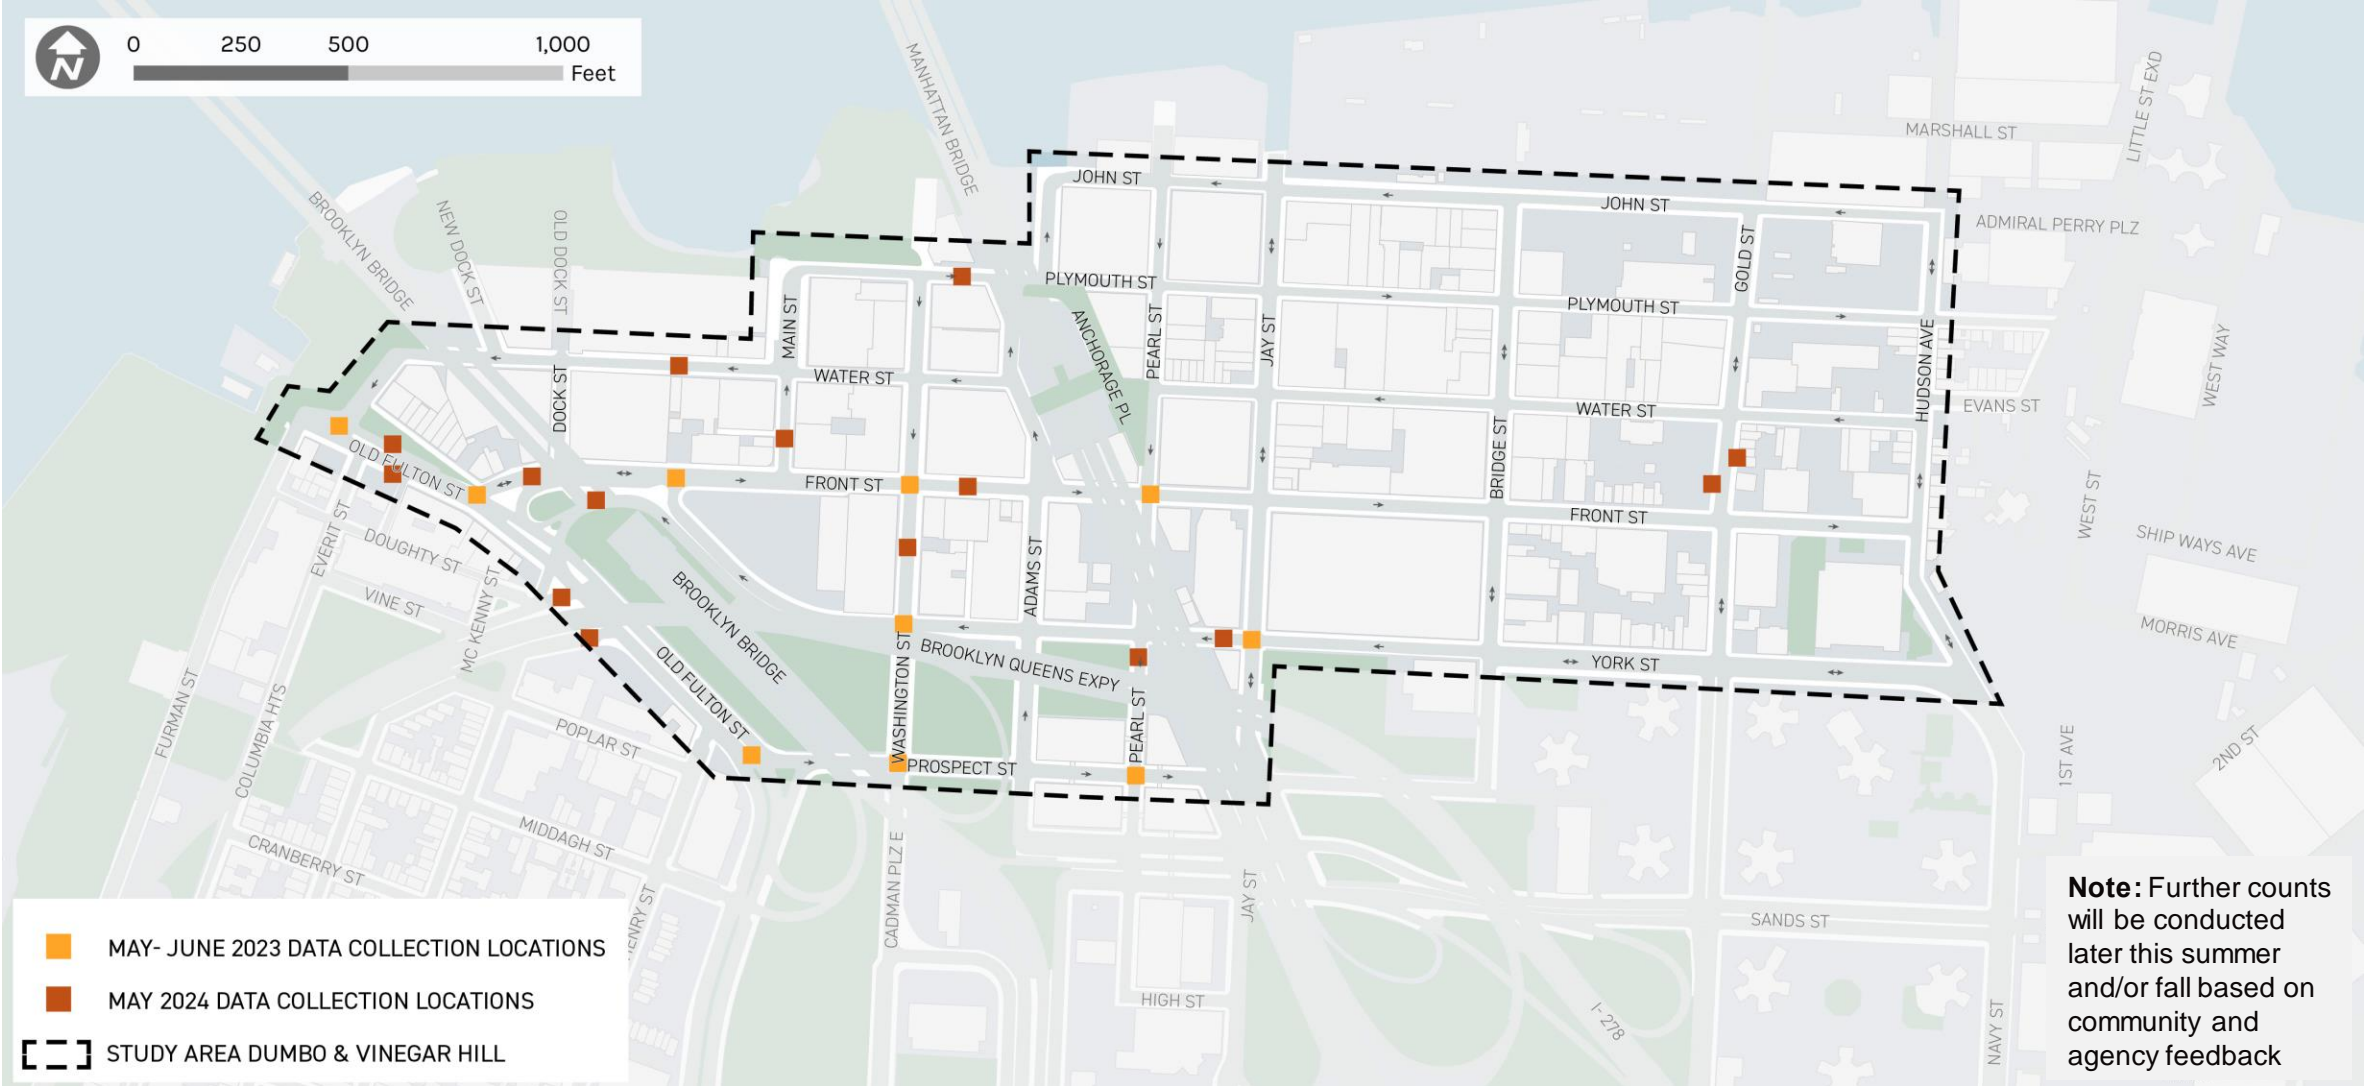 0 250 500 1,000
Feet
N
MANHATTAN BRIDGE
LITTLE ST EXD
MARSHALL ST
JOHN ST
JOHN ST
BROOKLYN BRIDGE
NEW DOCK ST
OLD DOCK ST
ADMIRAL PERRY PLZ
GOLD ST
PLYMOUTH ST
PLYMOUTH ST
MAIN ST
ANCHORAGE PL
PEARL ST
JAY ST
HUDSON AVE
WEST WAY
WATER ST
DOCK ST
WATER ST
EVANS ST
OLD FULTON ST
FRONT ST
BRIDGE ST
FRONT ST
WEST ST
EVERIT ST
DOUGHTY ST
SHIP WAYS AVE
VINE ST
MC KENNY ST
BROOKLYN BRIDGE
ADAMS ST
MORRIS AVE
OLD FULTON ST
WASHINGTON ST
BROOKLYN QUEENS EXPY
YORK ST
FURMAN ST
COLUMBIA HTS
POPLAR ST
PEARL ST
PROSPECT ST
1ST AVE
2ND ST
MIDDAGH ST
CRANBERRY ST
CADMAN PLZ E
JAY ST
HENRY ST
SANDS ST
HIGH ST
I-278
NAVY ST
MAY- JUNE 2023 DATA COLLECTION LOCATIONS
MAY 2024 DATA COLLECTION LOCATIONS
STUDY AREA DUMBO & VINEGAR HILL
Note: Further counts
will be conducted
later this summer
and/or fall based on
community and
agency feedback